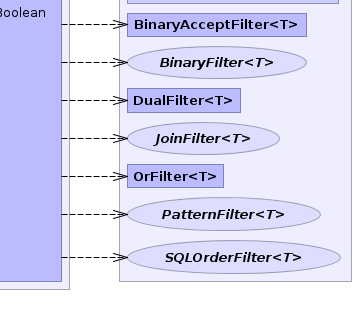 Boolean
BinaryAcceptFilter<T>
BinaryFilter<T>
DualFilter<T>
JoinFilter<T>
OrFilter<T>
PatternFilter<T>
SQLOrderFilter<T>